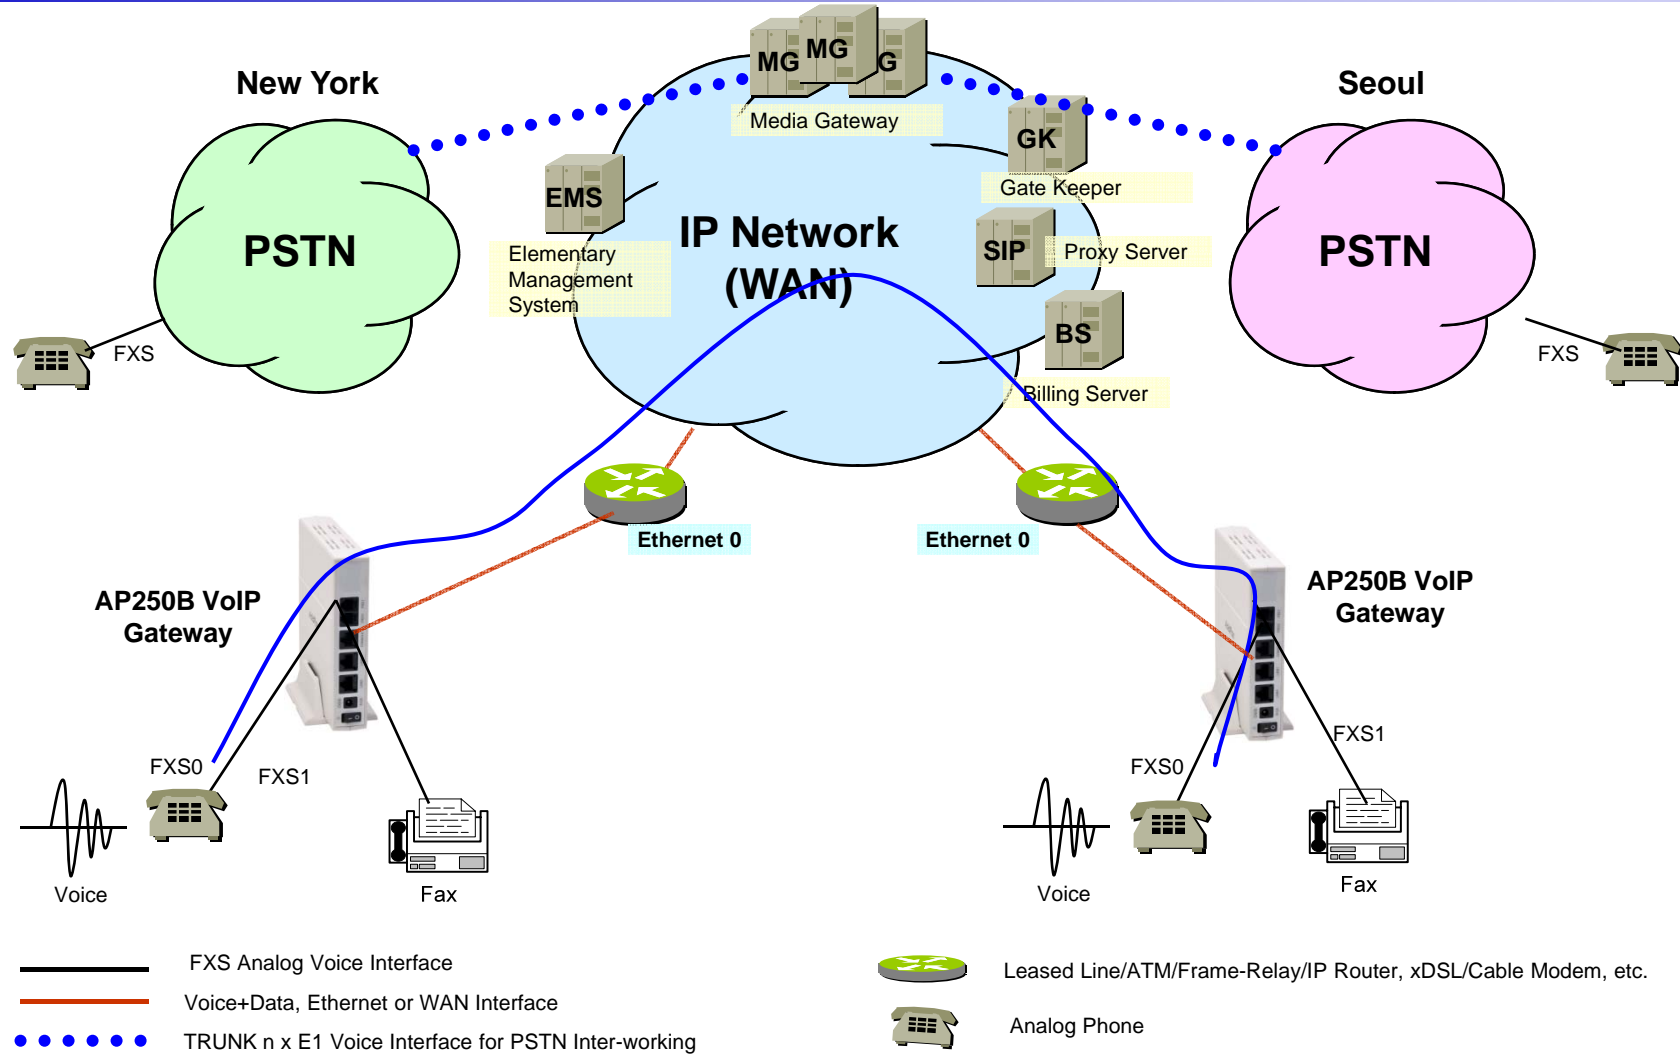 New York
MG
MG
G
Seoul
Media Gateway
GK
Gate Keeper
EMS
Elementary
Management
System
IP Network
(WAN)
SIP
Proxy Server
BS
Billing Server
PSTN
PSTN
FXS
FXS
Ethernet 0
Ethernet 0
AP250B VoIP
Gateway
AP250B VoIP
Gateway
FXS0
FXS1
FXS0
FXS1
Voice
Fax
Voice
Fax
FXS Analog Voice Interface
Voice+Data, Ethernet or WAN Interface
TRUNK n x E1 Voice Interface for PSTN Inter-working
Leased Line/ATM/Frame-Relay/IP Router, xDSL/Cable Modem, etc.
Analog Phone